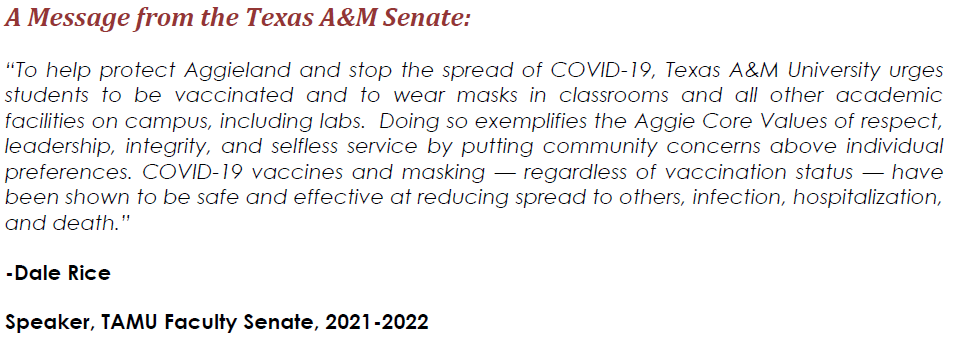 A Message from the Texas A&M Senate:
“To help protect Aggieland and stop the spread of COVID-19, Texas A&M University urges
students to be vaccinated and to wear masks in classrooms and all other academic
facilities on campus, including labs.  Doing so exemplifies the Aggie Core Values of respect,
leadership, integrity, and selfless service by putting community concerns above individual
preferences. COVID-19 vaccines and masking — regardless of vaccination status — have
been shown to be safe and effective at reducing spread to others, infection, hospitalization,
and death.”
-Dale Rice
Speaker, TAMU Faculty Senate, 2021-2022